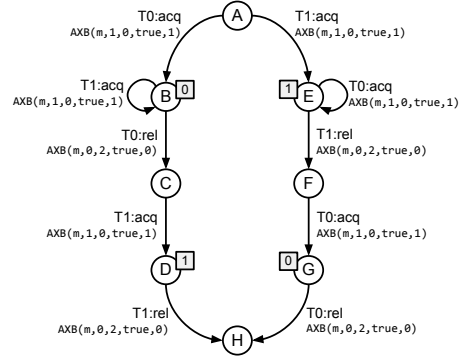 A
T0:acq
AXB(m,1,0,true,1)
T1:acq
AXB(m,1,0,true,1)
T1:acq
AXB(m,1,0,true,1)
B
0
1
E
T0:acq
AXB(m,1,0,true,1)
T0:rel
AXB(m,0,2,true,0)
T1:rel
AXB(m,0,2,true,0)
C
F
T1:acq
AXB(m,1,0,true,1)
T0:acq
AXB(m,1,0,true,1)
D
1
0
G
T1:rel
AXB(m,0,2,true,0)
T0:rel
AXB(m,0,2,true,0)
H